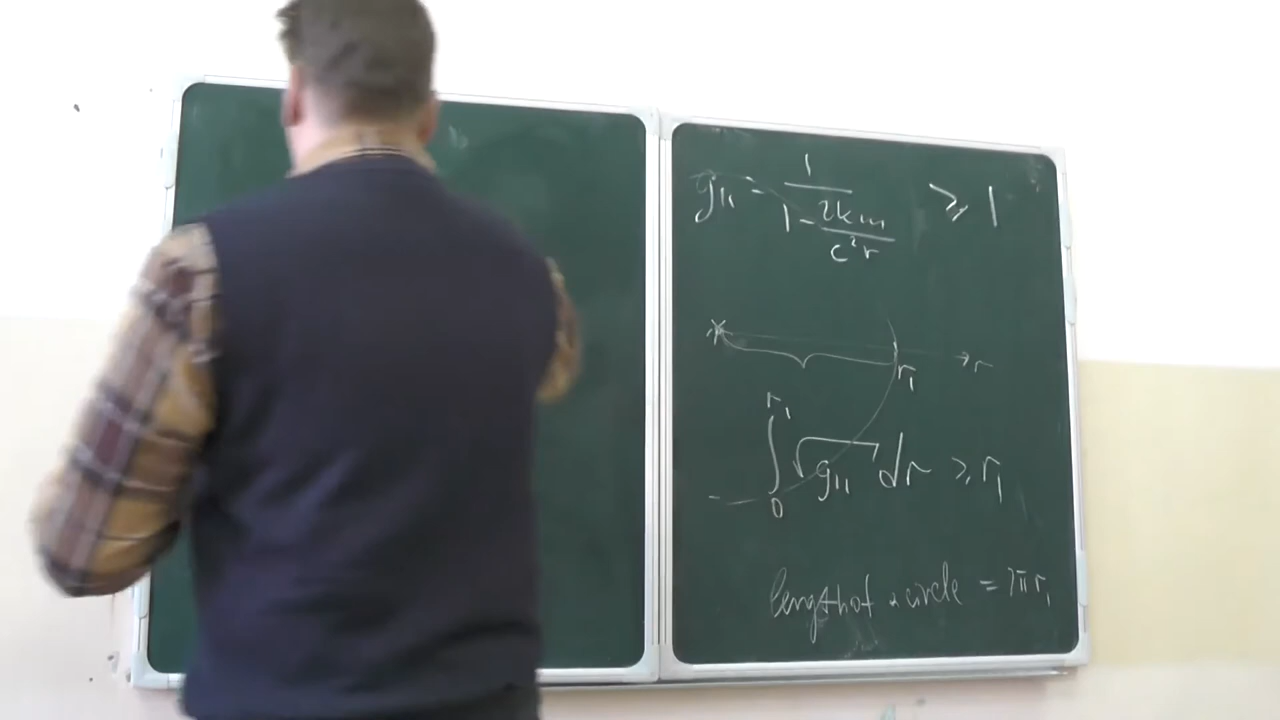 g₁₁ = 1 / (1 - 2km / c²r) ⩾ 1
r₁ → r
∫₀^r₁ √g₁₁ dr ⩾ r₁
length of a circle = 2πr₁